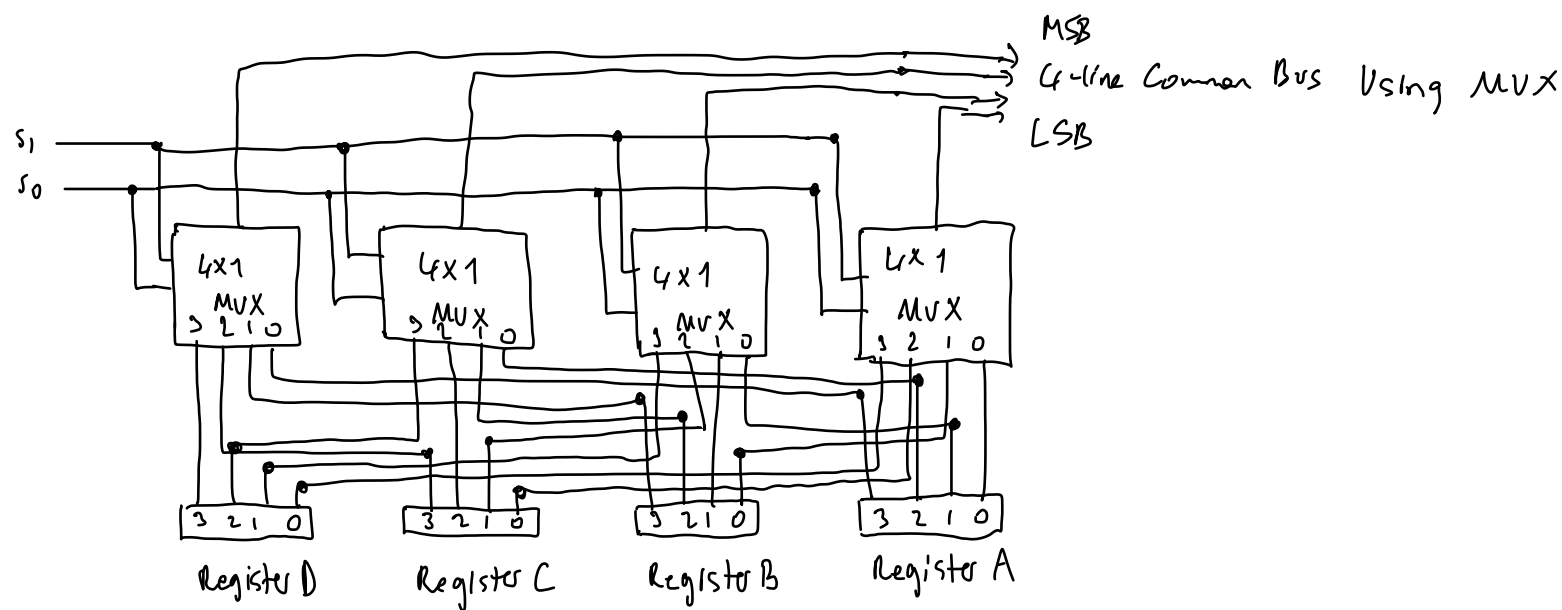 MSB
4-line Common Bus Using MUX
LSB
S1
S0
4x1
MUX
3 2 1 0
4x1
MUX
3 2 1 0
4x1
MUX
3 2 1 0
4x1
MUX
3 2 1 0
3 2 1 0
3 2 1 0
3 2 1 0
3 2 1 0
Register D
Register C
Register B
Register A